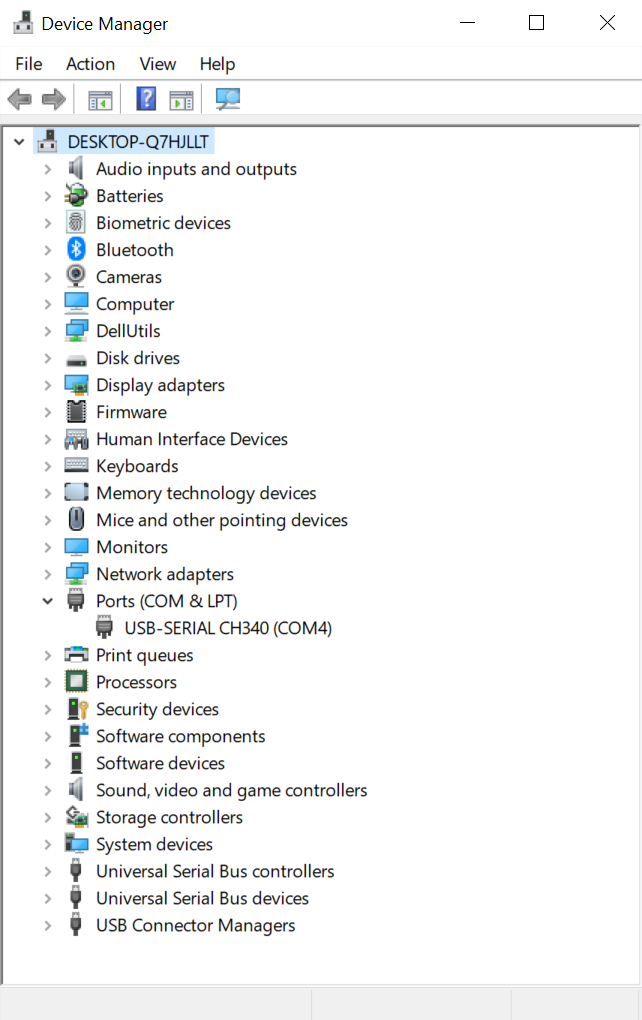 Device Manager
File Action View Help
DESKTOP-Q7HJLLT
Audio inputs and outputs
Batteries
Biometric devices
Bluetooth
Cameras
Computer
DellUtils
Disk drives
Display adapters
Firmware
Human Interface Devices
Keyboards
Memory technology devices
Mice and other pointing devices
Monitors
Network adapters
Ports (COM & LPT)
USB-SERIAL CH340 (COM4)
Print queues
Processors
Security devices
Software components
Software devices
Sound, video and game controllers
Storage controllers
System devices
Universal Serial Bus controllers
Universal Serial Bus devices
USB Connector Managers